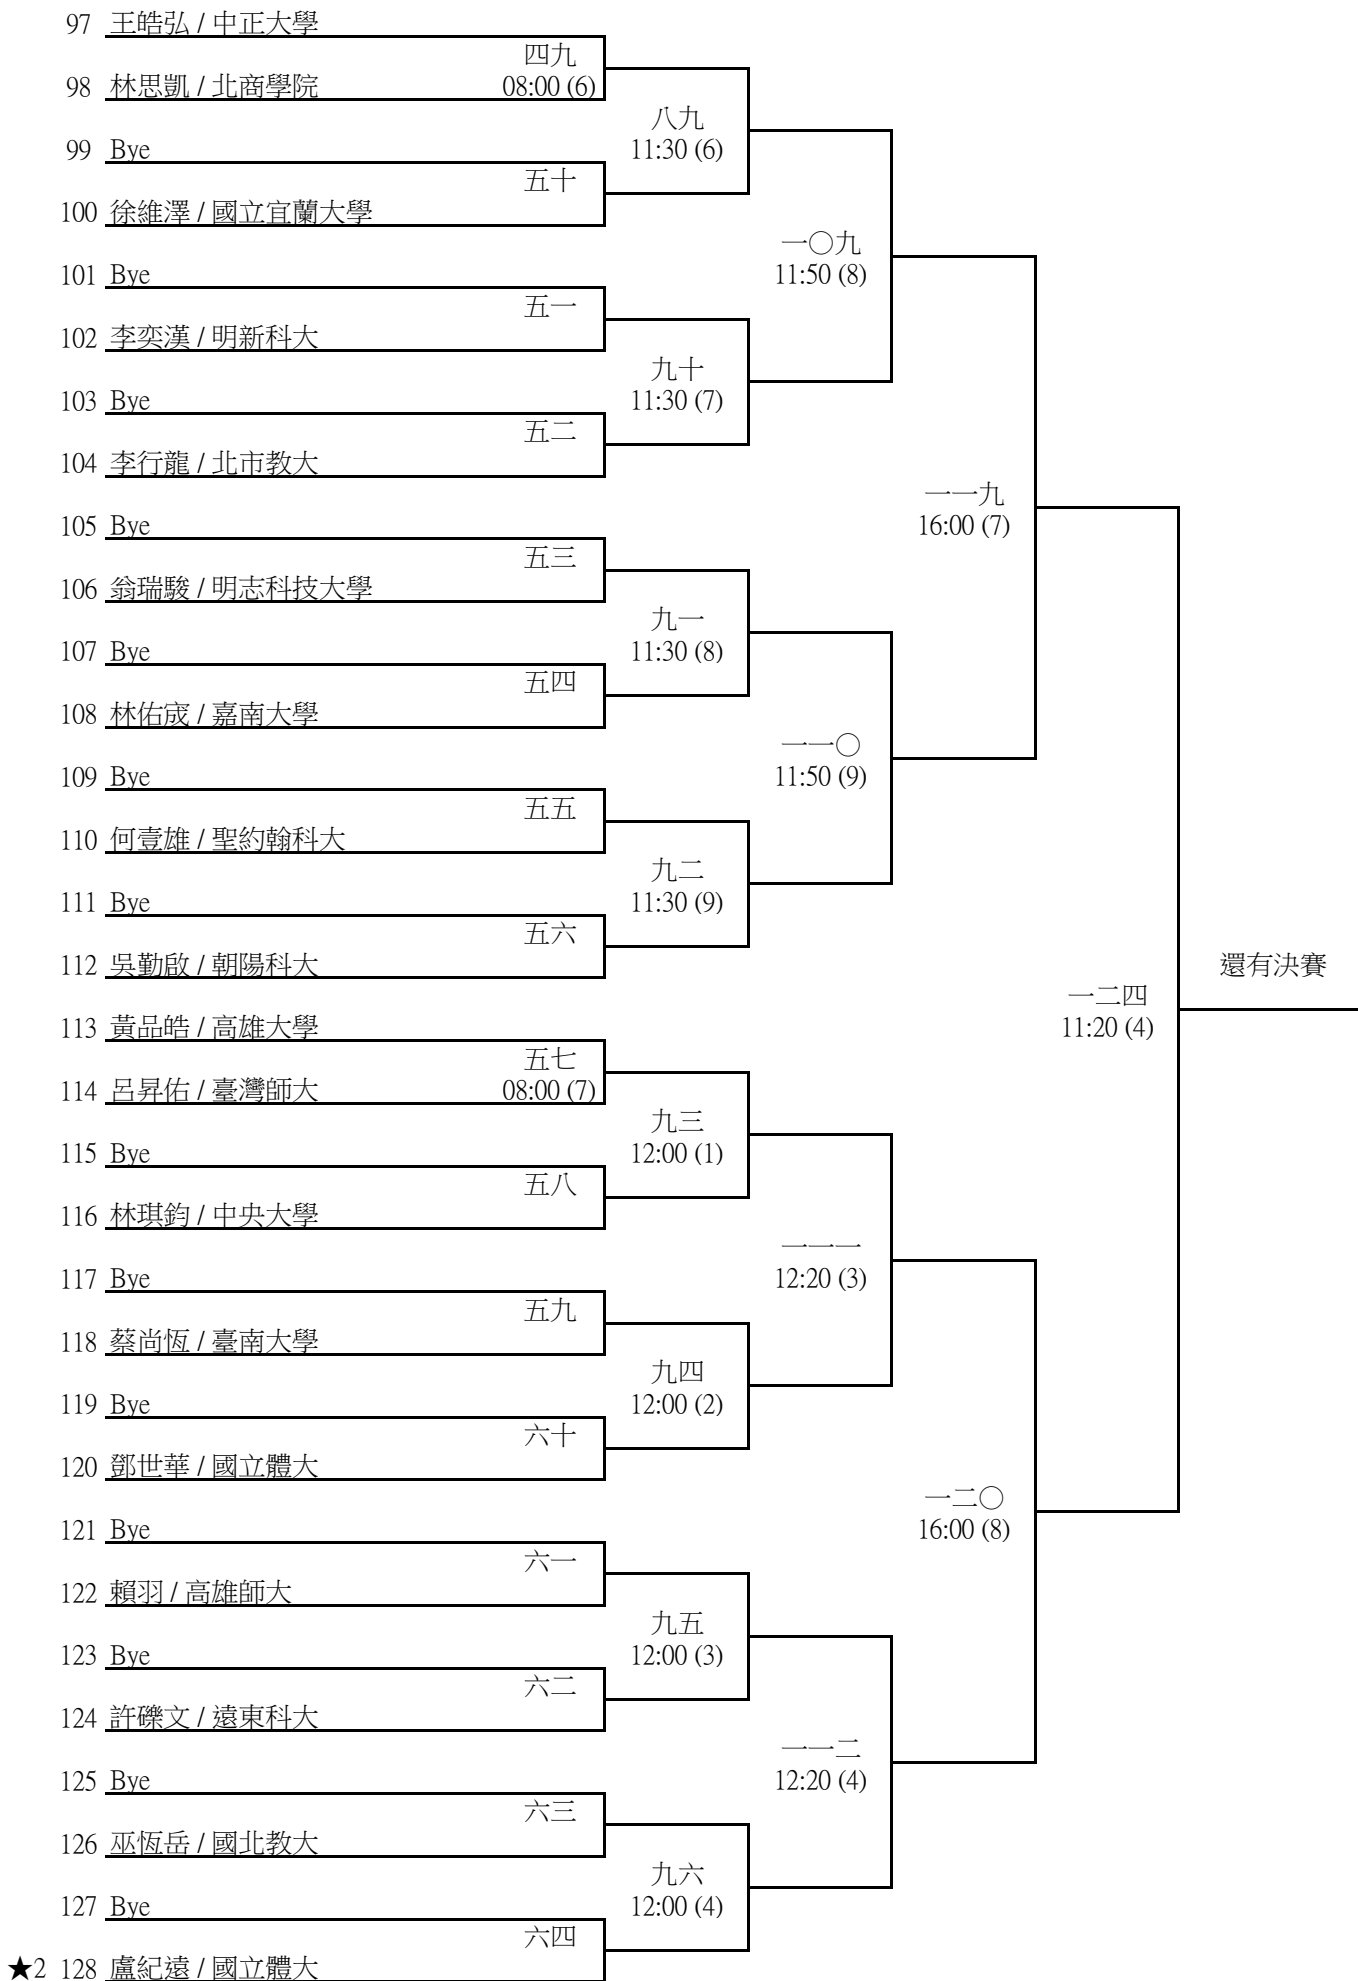 97 王皓弘 / 中正大學
四九
98 林思凱 / 北商學院 08:00 (6)
八九
99 Bye 11:30 (6)
五十
100 徐維澤 / 國立宜蘭大學
一〇九
101 Bye 11:50 (8)
五一
102 李奕漢 / 明新科大
九十
103 Bye 11:30 (7)
五二
104 李行龍 / 北市教大
一一九
105 Bye 16:00 (7)
五三
106 翁瑞駿 / 明志科技大學
九一
107 Bye 11:30 (8)
五四
108 林佑宬 / 嘉南大學
一一〇
109 Bye 11:50 (9)
五五
110 何壹雄 / 聖約翰科大
九二
111 Bye 11:30 (9)
五六
112 吳勤啟 / 朝陽科大 還有決賽
一二四
113 黃品皓 / 高雄大學 11:20 (4)
五七
114 呂昇佑 / 臺灣師大 08:00 (7)
九三
115 Bye 12:00 (1)
五八
116 林琪鈞 / 中央大學
一一一
117 Bye 12:20 (3)
五九
118 蔡尚恆 / 臺南大學
九四
119 Bye 12:00 (2)
六十
120 鄧世華 / 國立體大
一二〇
121 Bye 16:00 (8)
六一
122 賴羽 / 高雄師大
九五
123 Bye 12:00 (3)
六二
124 許礫文 / 遠東科大
一一二
125 Bye 12:20 (4)
六三
126 巫恆岳 / 國北教大
九六
127 Bye 12:00 (4)
六四
★2 128 盧紀遠 / 國立體大